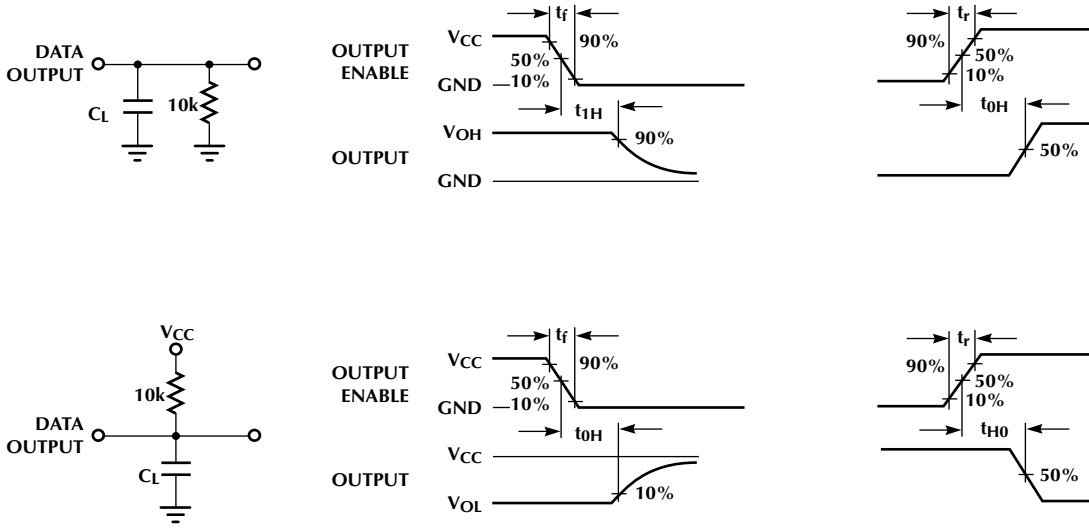 DATA
OUTPUT
CL
10k
OUTPUT
ENABLE
VCC
GND
tf
90%
50%
10%
t1H
OUTPUT
VOH
GND
90%
tr
90%
50%
10%
t0H
50%
VCC
10k
DATA
OUTPUT
CL
OUTPUT
ENABLE
VCC
GND
tf
90%
50%
10%
t0H
OUTPUT
VCC
VOL
10%
tr
90%
50%
10%
tH0
50%